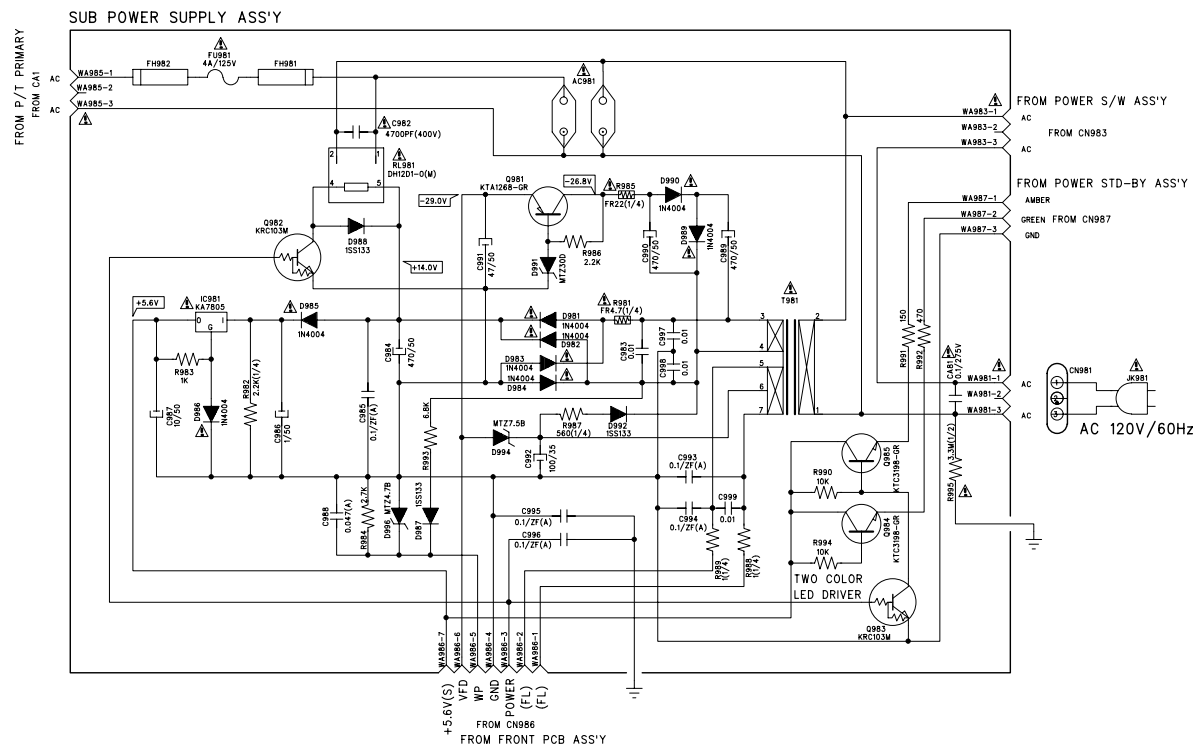 SUB POWER SUPPLY ASS'Y
FROM P/T PRIMARY
FROM CA1
AC
AC
WA985-1
WA985-2
WA985-3
FH982
FU981
4A/125V
FH981
AC981
C982
4700PF(400V)
2
1
4
5
RL981
DH12D1-0(M)
Q982
KRC103M
D988
1SS133
+14.0V
-29.0V
Q981
KTA1268-GR
-26.8V
R985
FR22(1/4)
D990
1N4004
C991
47/50
D991
MTZ30D
R986
2.2K
C990
470/50
D989
1N4004
C989
470/50
+5.6V
IC981
KA7805
O
I
G
D985
1N4004
R983
1K
C987
10/50
D986
1N4004
R982
2.2K(1/4)
C986
1/50
C984
470/50
C985
0.1/ZF(A)
D981
1N4004
1N4004
D982
D983
1N4004
1N4004
D984
R981
FR4.7(1/4)
C983
0.01
C997
0.01
C998
0.01
T981
3
4
5
6
7
2
1
6.8K
R993
MTZ7.5B
D994
R987
560(1/4)
D992
1SS133
C992
100/35
C988
0.047(A)
R984
2.7K
D996 MTZ4.7B
D987
1SS133
C995
0.1/ZF(A)
C996
0.1/ZF(A)
C993
0.1/ZF(A)
C994
0.1/ZF(A)
C999
0.01
R989
1(1/4)
R988
1(1/4)
R991
150
R992
470
CA81
0.1/275V
R995
3.3M(1/2)
Q985
KTC3198-GR
R990
10K
Q984
KTC3198-GR
R994
10K
TWO COLOR
LED DRIVER
Q983
KRC103M
WA983-1
WA983-2
WA983-3
FROM POWER S/W ASS'Y
AC
FROM CN983
AC
FROM POWER STD-BY ASS'Y
WA987-1
WA987-2
WA987-3
AMBER
GREEN FROM CN987
GND
WA981-1
WA981-2
WA981-3
AC
AC
CN981
1
2
3
JK981
AC 120V/60Hz
WA986-7
WA986-6
WA986-5
WA986-4
WA986-3
WA986-2
WA986-1
+5.6V(S)
VFD
WP
GND
POWER
(FL)
(FL)
FROM CN986
FROM FRONT PCB ASS'Y